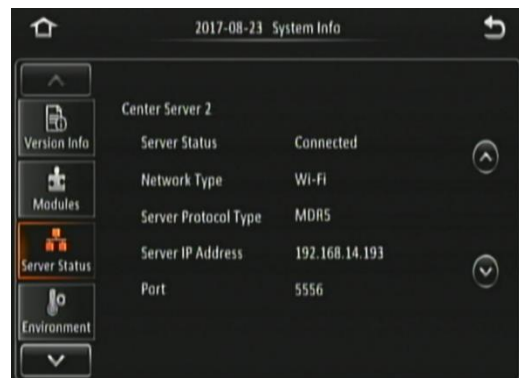 2017-08-23 System Info
Version Info
Modules
Server Status
Environment
Center Server 2
Server Status Connected
Network Type Wi-Fi
Server Protocol Type MDR5
Server IP Address 192.168.14.193
Port 5556